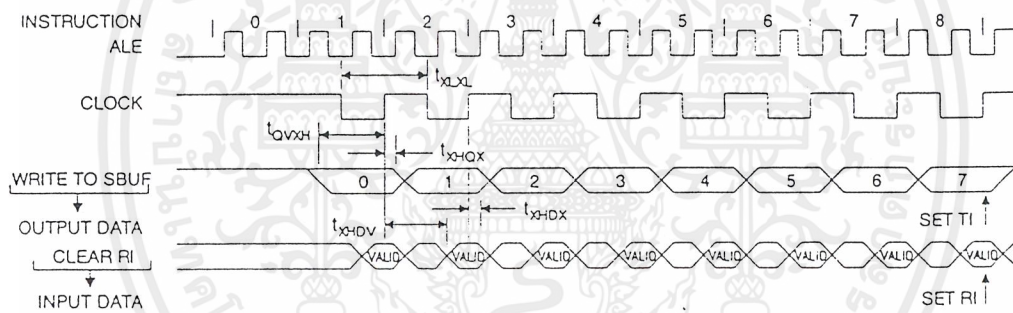 INSTRUCTION 0 1 2 3 4 5 6 7 8
ALE
tXLXL
CLOCK
tQVXH
tXHQX
WRITE TO SBUF
0 1 2 3 4 5 6 7
OUTPUT DATA
tXHDV
tXHDX
SET TI
CLEAR RI
VALID VALID VALID VALID VALID VALID VALID VALID
INPUT DATA
SET RI